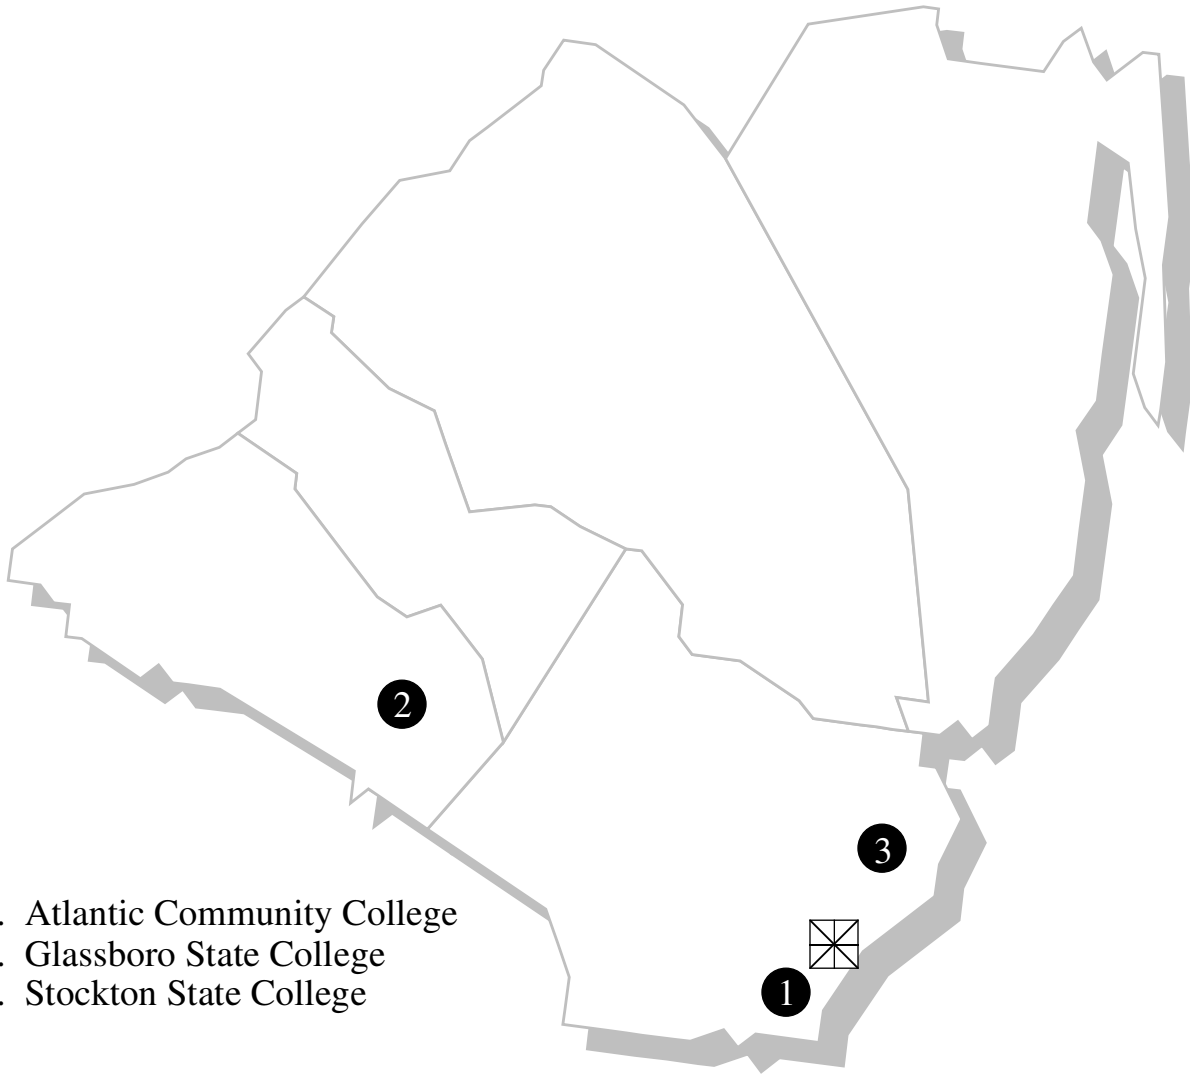 2
3
1
. Atlantic Community College
. Glassboro State College
. Stockton State College